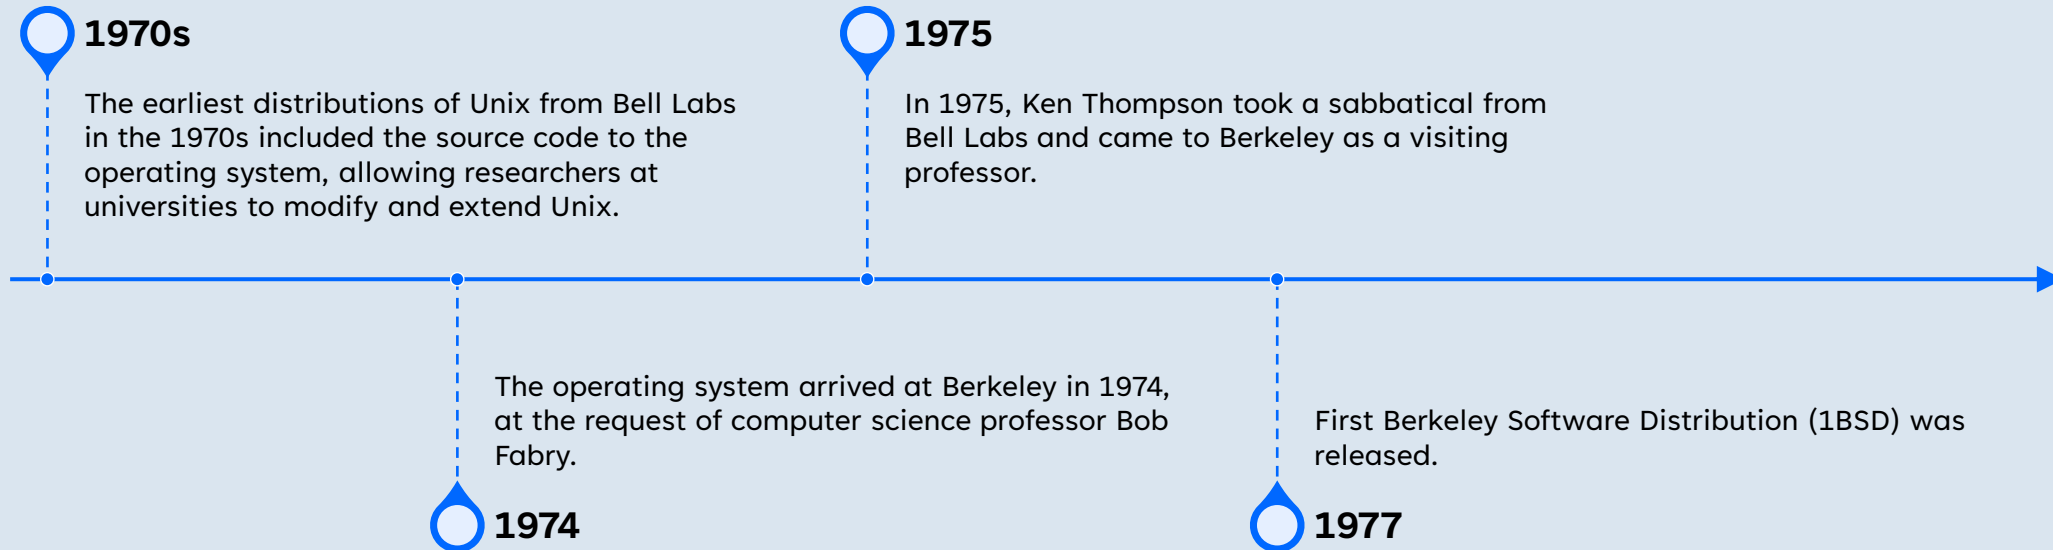 1970s
The earliest distributions of Unix from Bell Labs
in the 1970s included the source code to the
operating system, allowing researchers at
universities to modify and extend Unix.
1975
In 1975, Ken Thompson took a sabbatical from
Bell Labs and came to Berkeley as a visiting
professor.
The operating system arrived at Berkeley in 1974,
at the request of computer science professor Bob
Fabry.
1974
First Berkeley Software Distribution (1BSD) was
released.
1977